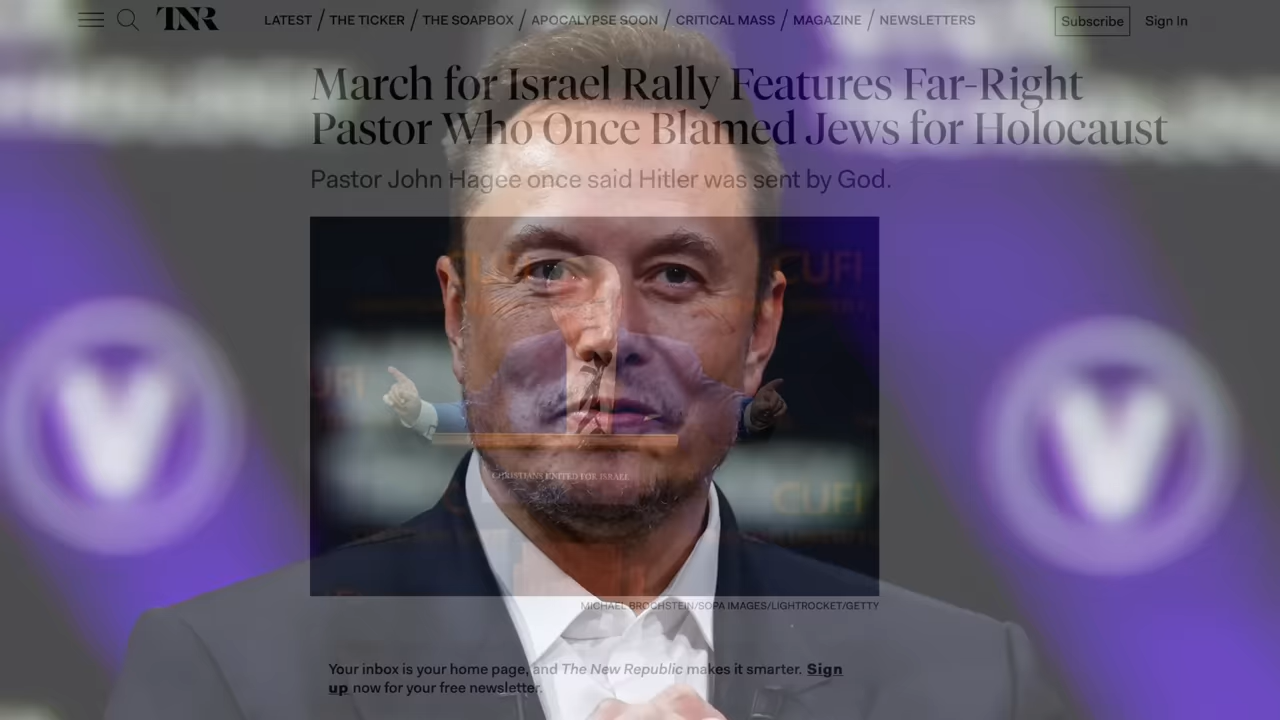 TNR
LATEST / THE TICKER / THE SOAPBOX / APOCALYPSE SOON / CRITICAL MASS / MAGAZINE / NEWSLETTERS
Subscribe
Sign In
March for Israel Rally Features Far-Right
Pastor Who Once Blamed Jews for Holocaust
Pastor John Hagee once said Hitler was sent by God.
CUFI
CHRISTIANS UNITED FOR ISRAEL
CUFI
V
V
MICHAEL BROCHSTEIN/SOPA IMAGES/LIGHTROCKET/GETTY
Your inbox is your home page, and The New Republic makes it smarter. Sign
up now for your free newsletter.